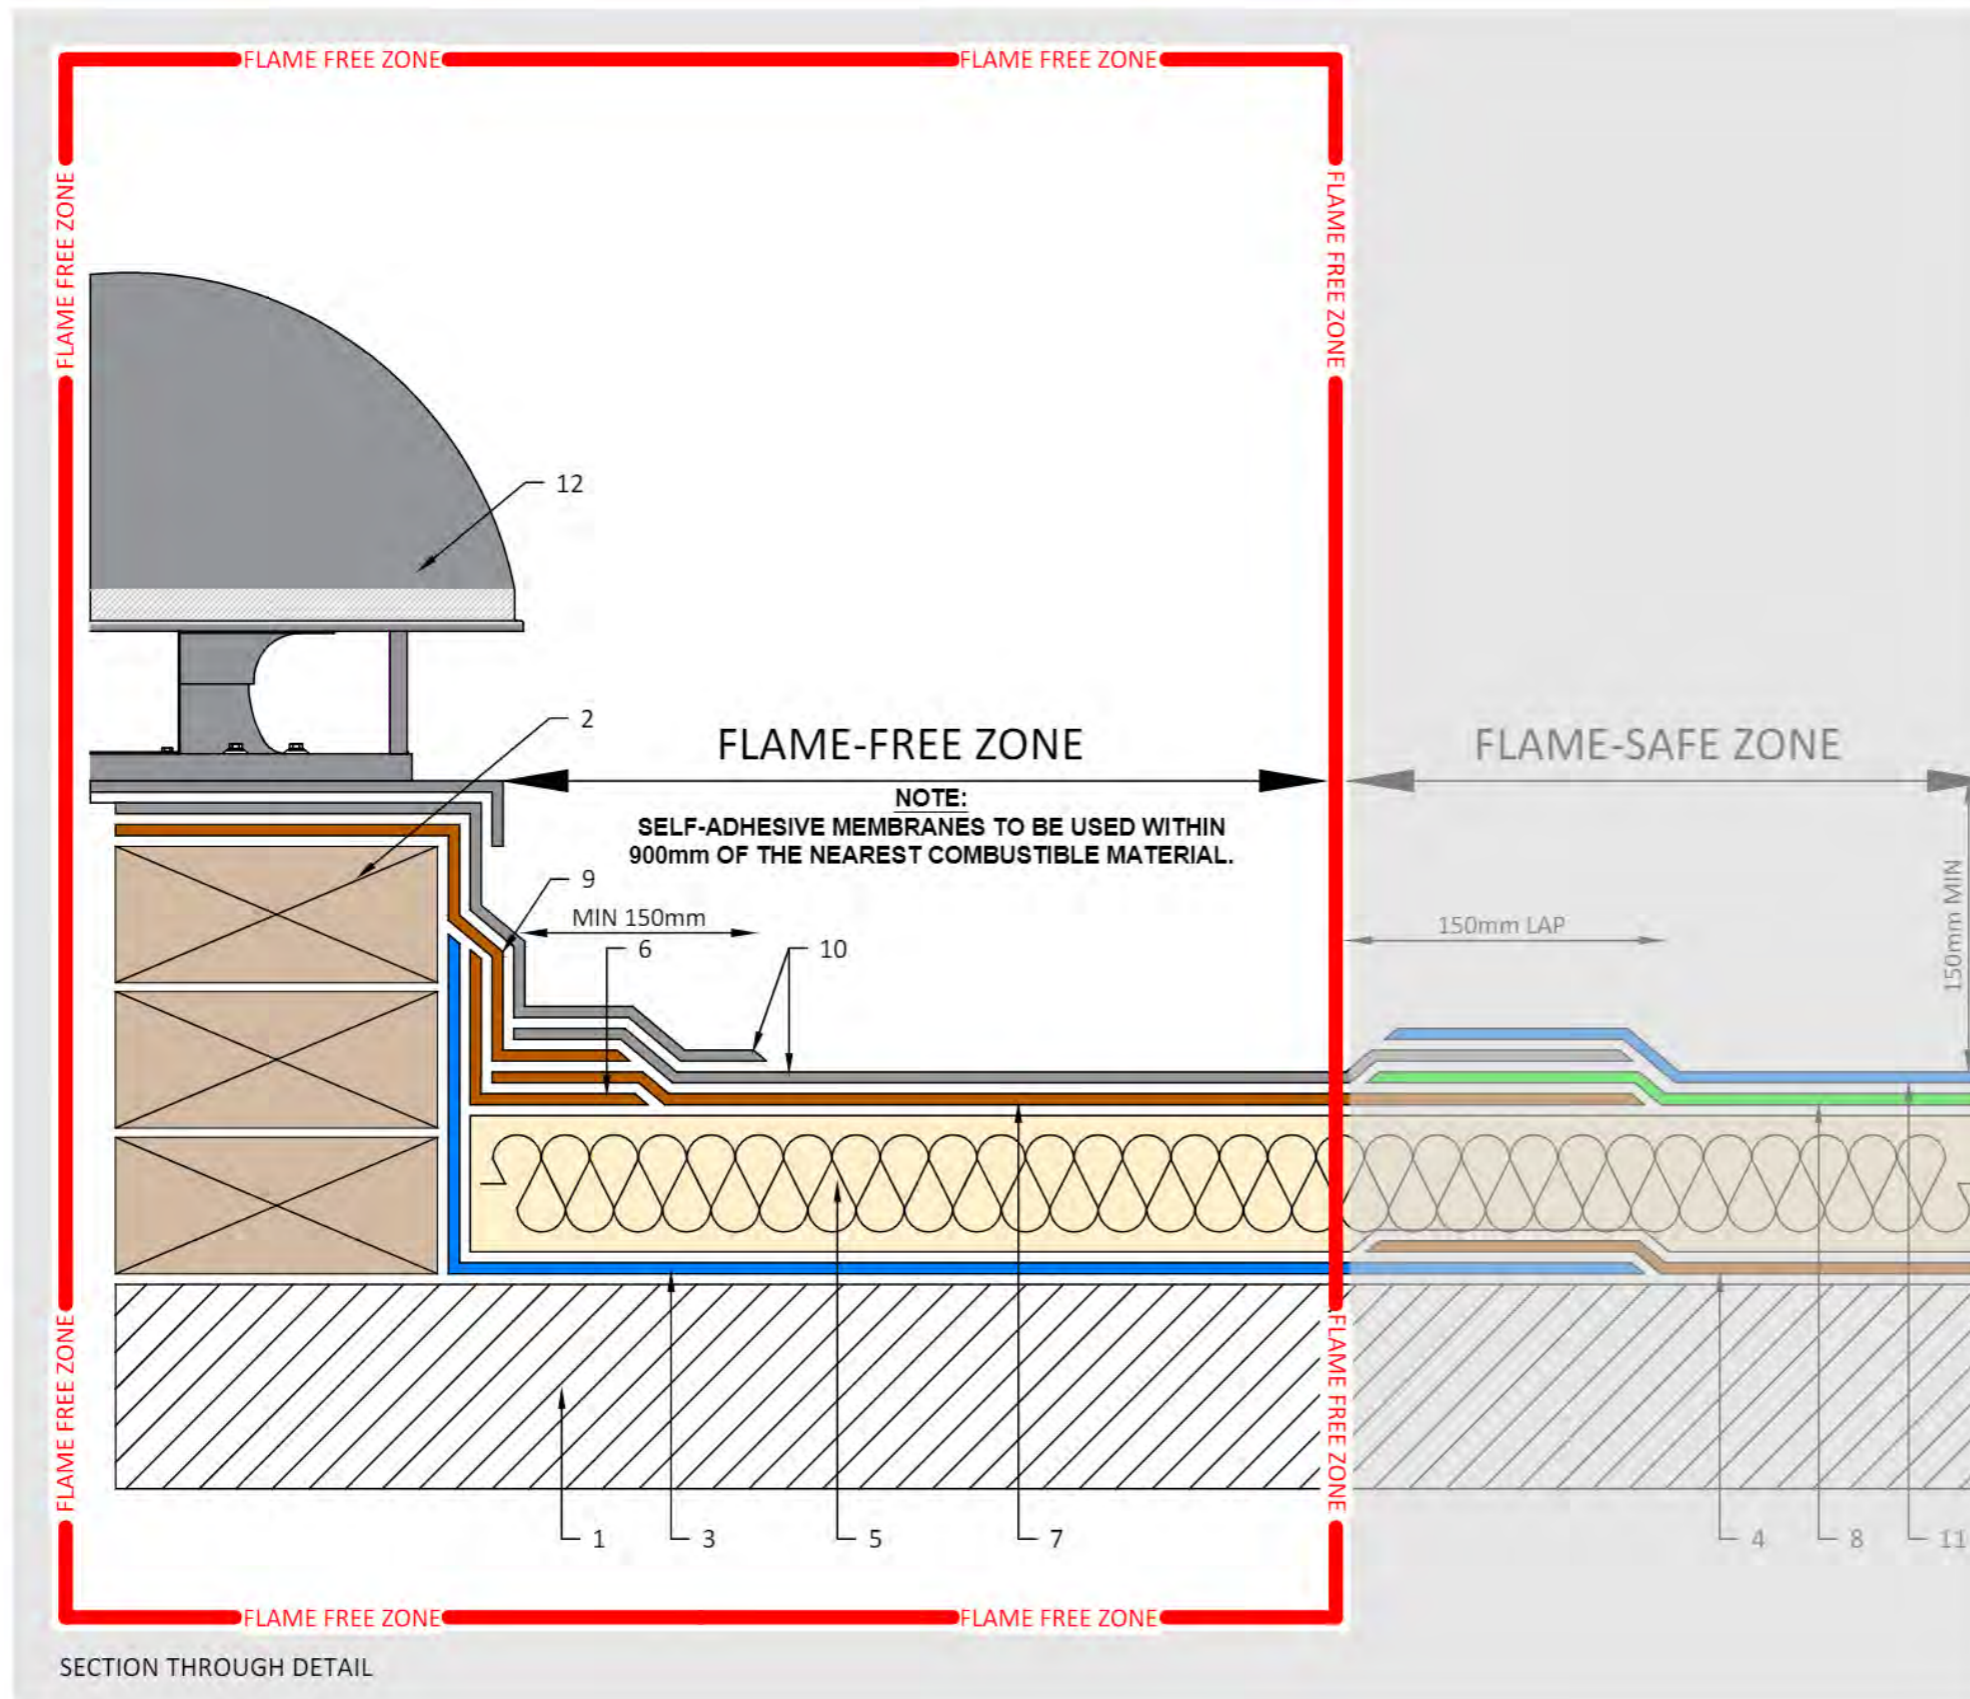 FLAME FREE ZONE
FLAME FREE ZONE
FLAME FREE ZONE
FLAME FREE ZONE
12
2
FLAME-FREE ZONE
FLAME-SAFE ZONE
NOTE:
SELF-ADHESIVE MEMBRANES TO BE USED WITHIN
900mm OF THE NEAREST COMBUSTIBLE MATERIAL.
9
MIN 150mm
6
10
150mm LAP
150mm MIN
FLAME FREE ZONE
FLAME FREE ZONE
1
3
5
7
4
8
11
FLAME FREE ZONE
FLAME FREE ZONE
SECTION THROUGH DETAIL